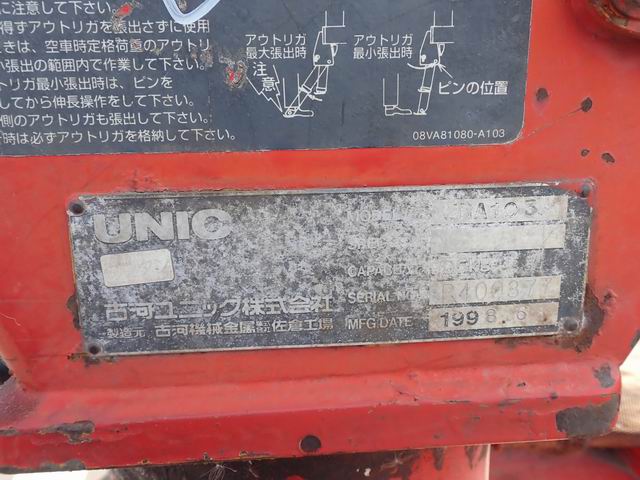 に注意して下さい。
得ずアウトリガを張出さずに使用
きは、空車時定格荷重のアウトリ
小張出の範囲内で作業して下さい。
トリガ最小張出時は、ピンを
してから伸長操作をして下さい。
側のアウトリガも張出して下さい。
時は必ずアウトリガを格納して下さい。
アウトリガ
最大張出時
注意
アウトリガ
最小張出時
ピンの位置
08VA81080-A103
UNIC
MODEL
CAPACITY
古河ユニック株式会社
SERIAL NO.
製造元 古河機械金属㈱佐倉工場
MFG.DATE 1998.6